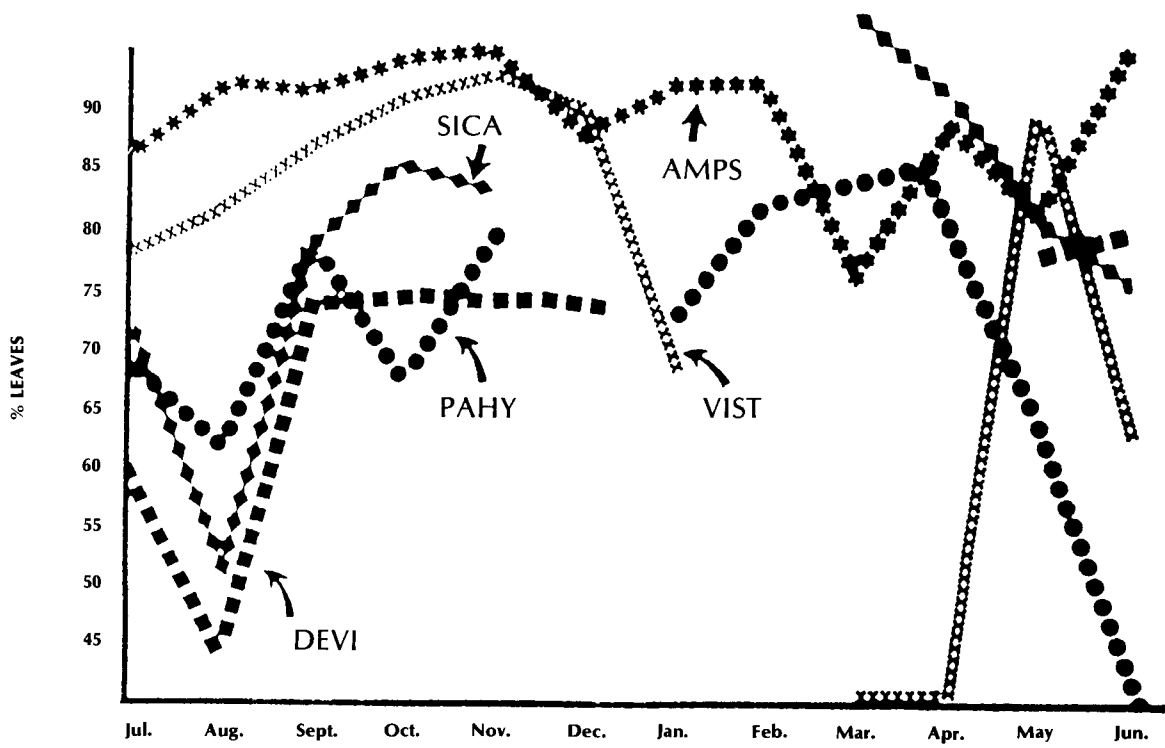 % LEAVES
90
85
80
75
70
65
60
55
50
45
SICA
AMPS
PAHY
VIST
DEVI
Jul. Aug. Sept. Oct. Nov. Dec. Jan. Feb. Mar. Apr. May Jun.